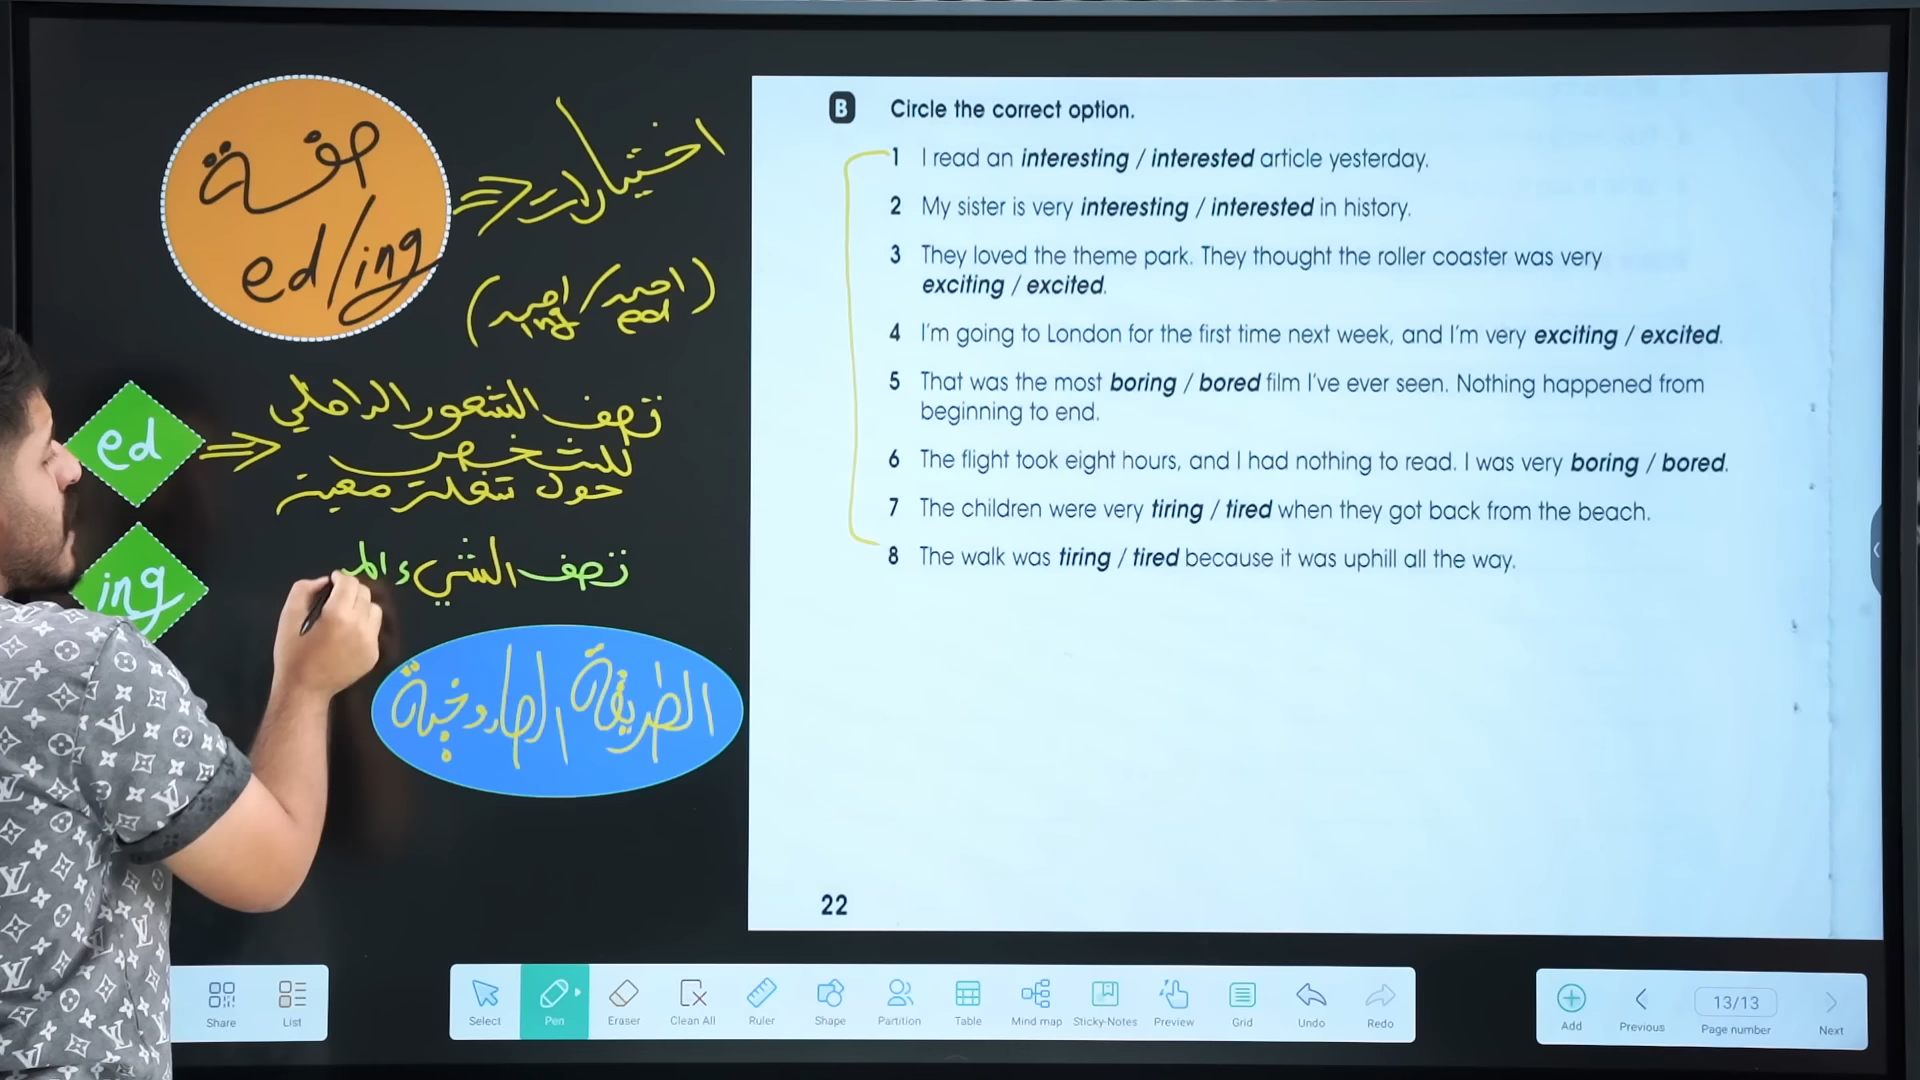 صفة
ed/ing
اختيارات
(احمر ed / احمر ing)
ed
تصف الشعور الداخلي
للشخص
حول شغلة معينة
ing
تصف الشيء الم
الطريقة الصاروخية
B Circle the correct option.
1 I read an interesting / interested article yesterday.
2 My sister is very interesting / interested in history.
3 They loved the theme park. They thought the roller coaster was very
exciting / excited.
4 I'm going to London for the first time next week, and I'm very exciting / excited.
5 That was the most boring / bored film I've ever seen. Nothing happened from
beginning to end.
6 The flight took eight hours, and I had nothing to read. I was very boring / bored.
7 The children were very tiring / tired when they got back from the beach.
8 The walk was tiring / tired because it was uphill all the way.
22
Share List
Select Pen Eraser Clean All Ruler Shape Partition Table Mind map Sticky-Notes Preview Grid Undo Redo
13/13
Add Previous Page number Next